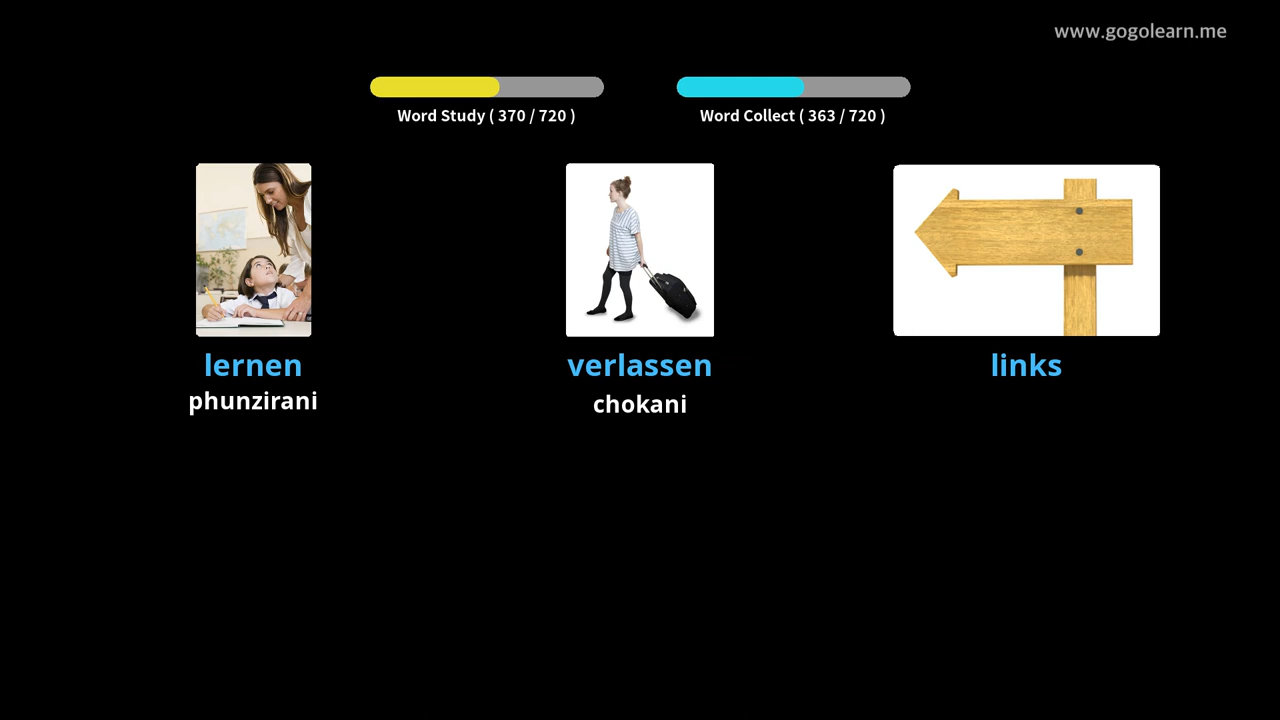 www.gogolearn.me
Word Study ( 370 / 720 )
Word Collect ( 363 / 720 )
lernen
verlassen
links
phunzirani
chokani